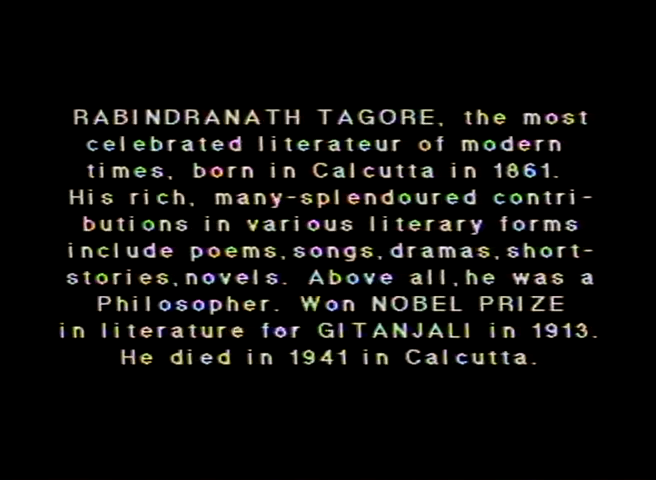 RABINDRANATH TAGORE, the most
celebrated literateur of modern
times, born in Calcutta in 1861.
His rich, many-splendoured contri-
butions in various literary forms
include poems,songs,dramas,short-
stories,novels. Above all,he was a
Philosopher. Won NOBEL PRIZE
in literature for GITANJALI in 1913.
He died in 1941 in Calcutta.